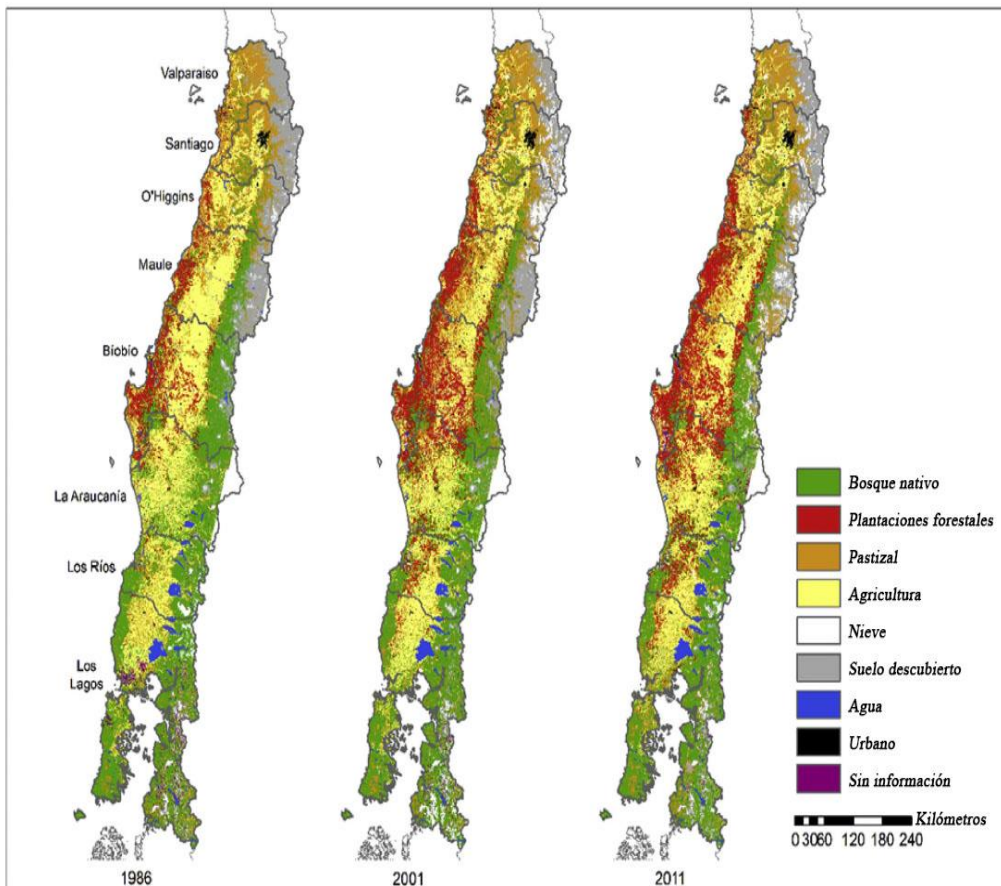 Valparaiso
Santiago
O'Higgins
Maule
Biobío
La Araucanía
Los Ríos
Los
Lagos
Bosque nativo
Plantaciones forestales
Pastizal
Agricultura
Nieve
Suelo descubierto
Agua
Urbano
Sin información
Kilómetros
0 30 60 120 180 240
1986
2001
2011